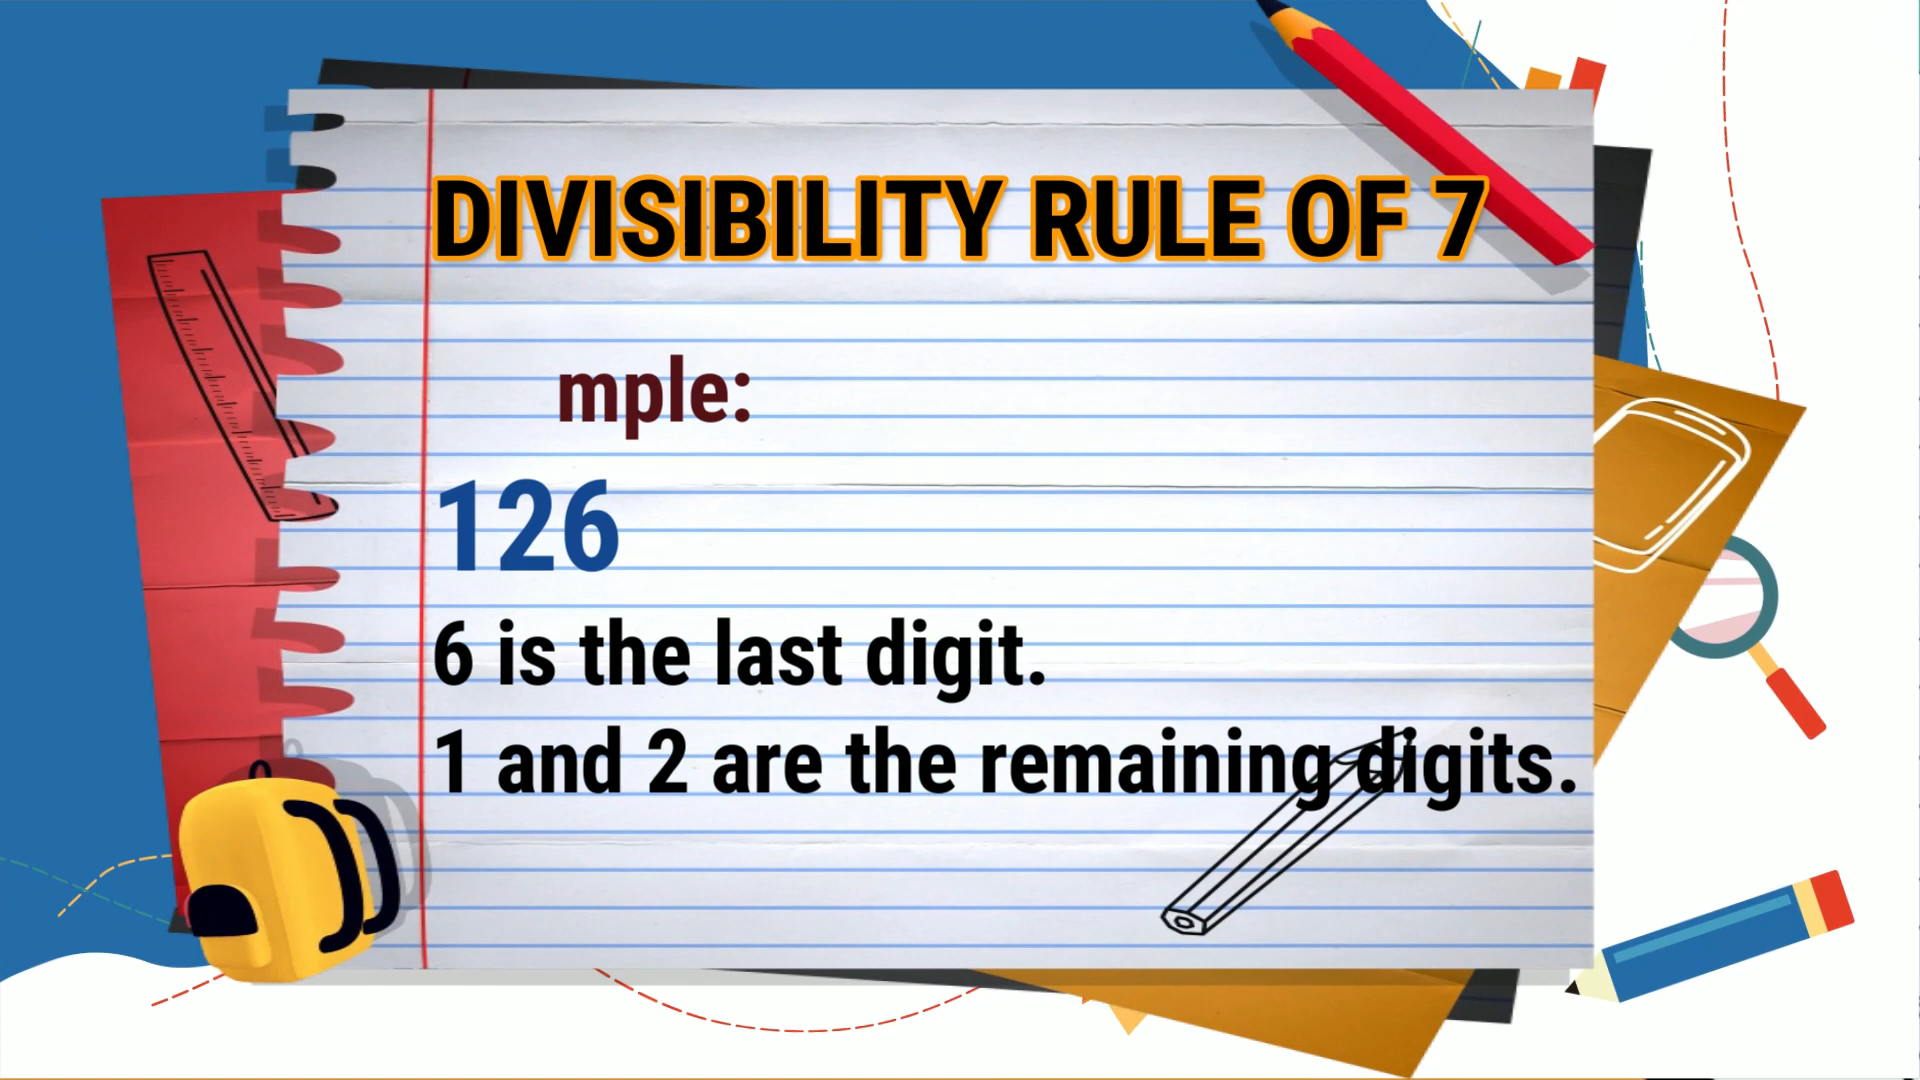 DIVISIBILITY RULE OF 7
mple:
126
6 is the last digit.
1 and 2 are the remaining digits.